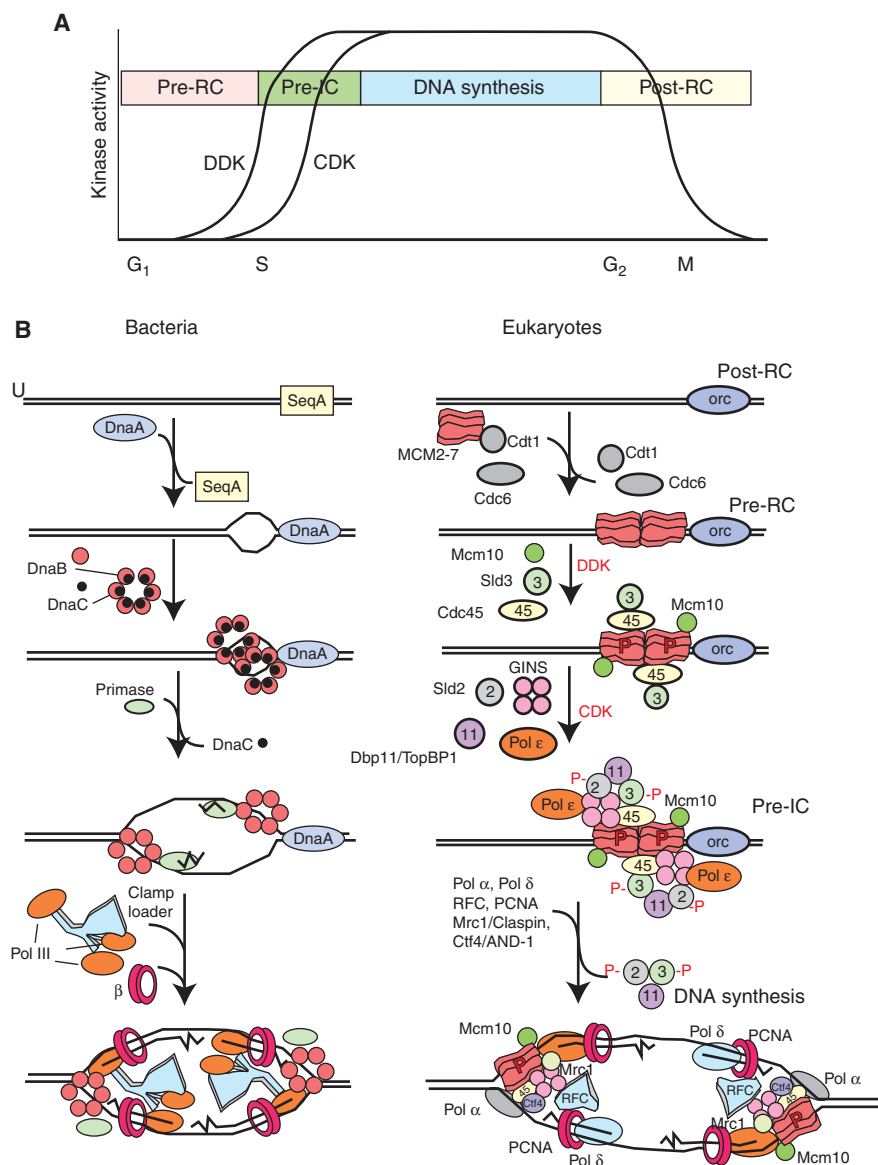 A
Kinase activity
Pre-RC Pre-IC DNA synthesis Post-RC
DDK CDK
G1 S G2 M
B Bacteria Eukaryotes
U
SeqA
DnaA
SeqA
DnaA
DnaB
DnaC
DnaA
Primase
DnaC
DnaA
Clamp
loader
Pol III
β
Post-RC
orc
MCM2-7
Cdt1
Cdc6
Cdt1
Cdc6
Pre-RC
orc
Mcm10
Sld3 3
Cdc45 45
DDK
3
45
Mcm10
P P
orc
45
3
GINS
Sld2 2
11
Dbp11/TopBP1
Pol ε
CDK
11
P- 2 3 -P
Pol ε 45
Mcm10
Pre-IC
P P
orc
45
Pol ε
P- 3
11 2 -P
Pol α, Pol δ
RFC, PCNA
Mrc1/Claspin,
Ctf4/AND-1
P- 2 3 -P
11
DNA synthesis
Mcm10
P
Mrc1
45
Ctf4
RFC
Pol α
PCNA
Pol δ
Pol δ
PCNA
Pol α
RFC
Ctf4
45
Mrc1
P
Mcm10